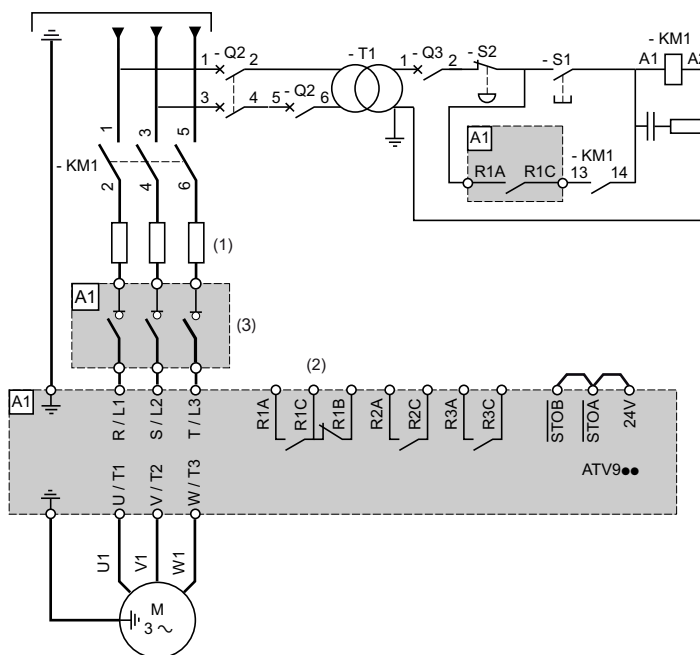 1 - Q2 2 - T1 1 - Q3 2 - S2 - S1 - KM1
A1 A2
3 4 5 - Q2 6
A1
R1A R1C 13 - KM1 14
1 3 5
- KM1
2 4 6
(1)
A1
(3)
(2)
A1
R / L1 S / L2 T / L3 R1A R1C R1B R2A R2C R3A R3C STOB STOA 24V
ATV9●●
U / T1 V / T2 W / T3
U1 V1 W1
M
3 ~